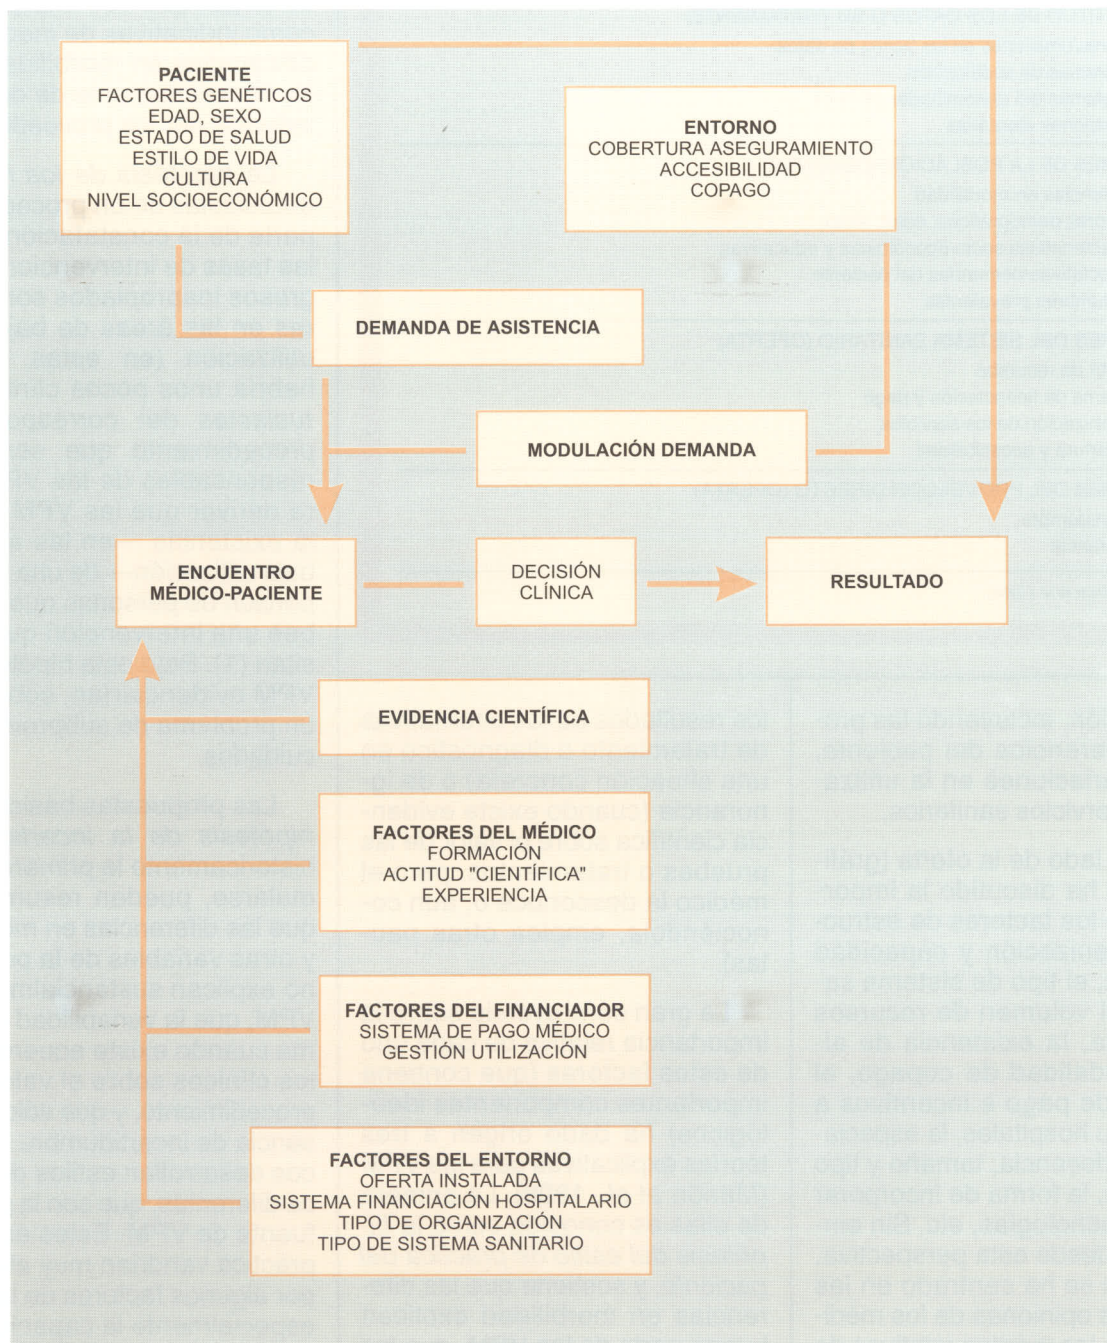 PACIENTE
FACTORES GENÉTICOS
EDAD, SEXO
ESTADO DE SALUD
ESTILO DE VIDA
CULTURA
NIVEL SOCIOECONÓMICO
ENTORNO
COBERTURA ASEGURAMIENTO
ACCESIBILIDAD
COPAGO
DEMANDA DE ASISTENCIA
MODULACIÓN DEMANDA
ENCUENTRO
MÉDICO-PACIENTE
DECISIÓN
CLÍNICA
RESULTADO
EVIDENCIA CIENTÍFICA
FACTORES DEL MÉDICO
FORMACIÓN
ACTITUD "CIENTÍFICA"
EXPERIENCIA
FACTORES DEL FINANCIADOR
SISTEMA DE PAGO MÉDICO
GESTIÓN UTILIZACIÓN
FACTORES DEL ENTORNO
OFERTA INSTALADA
SISTEMA FINANCIACIÓN HOSPITALARIO
TIPO DE ORGANIZACIÓN
TIPO DE SISTEMA SANITARIO